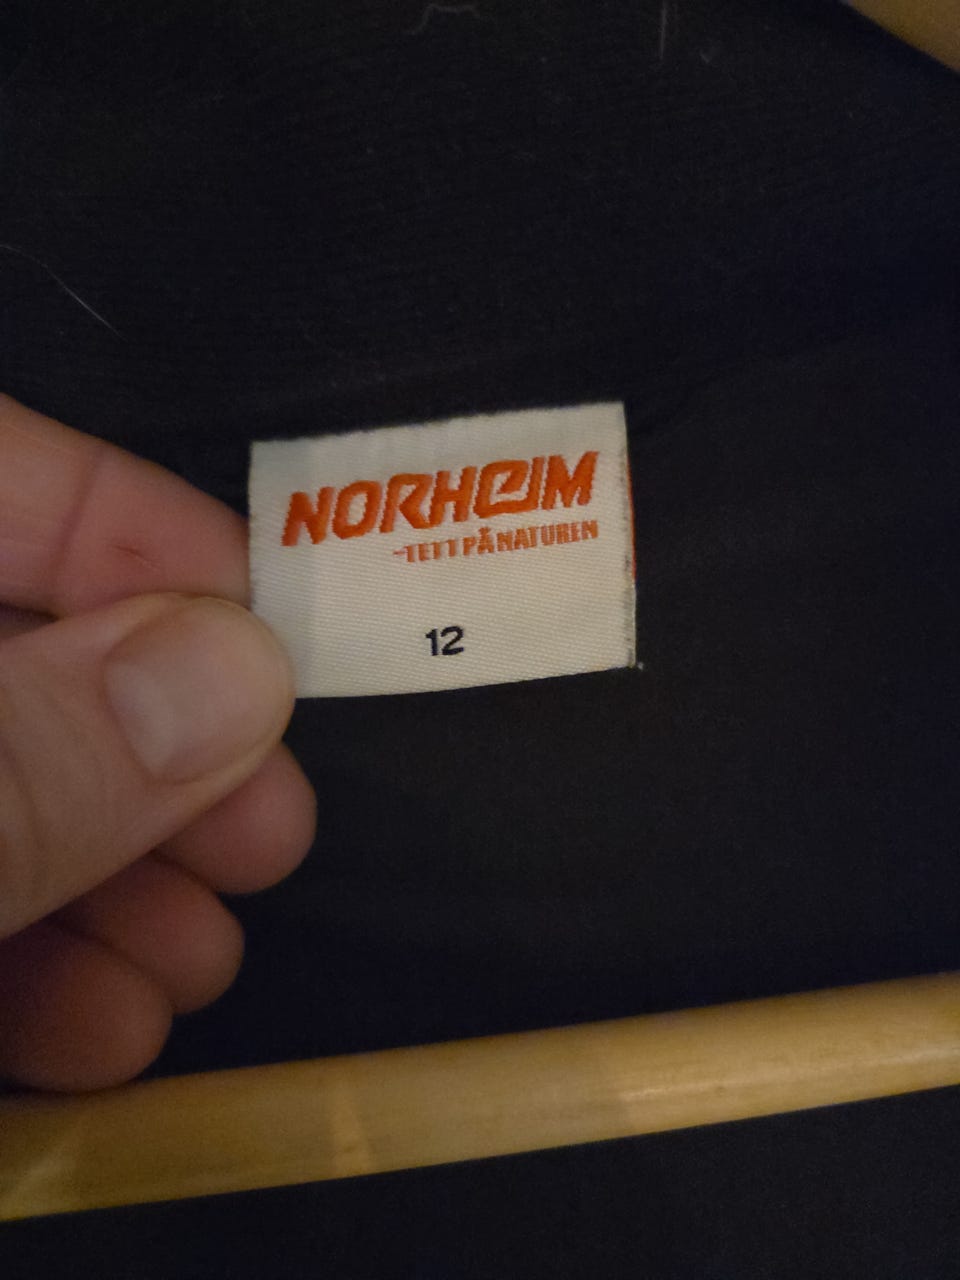 NORHEIM
-TETT PÅ NATUREN
12